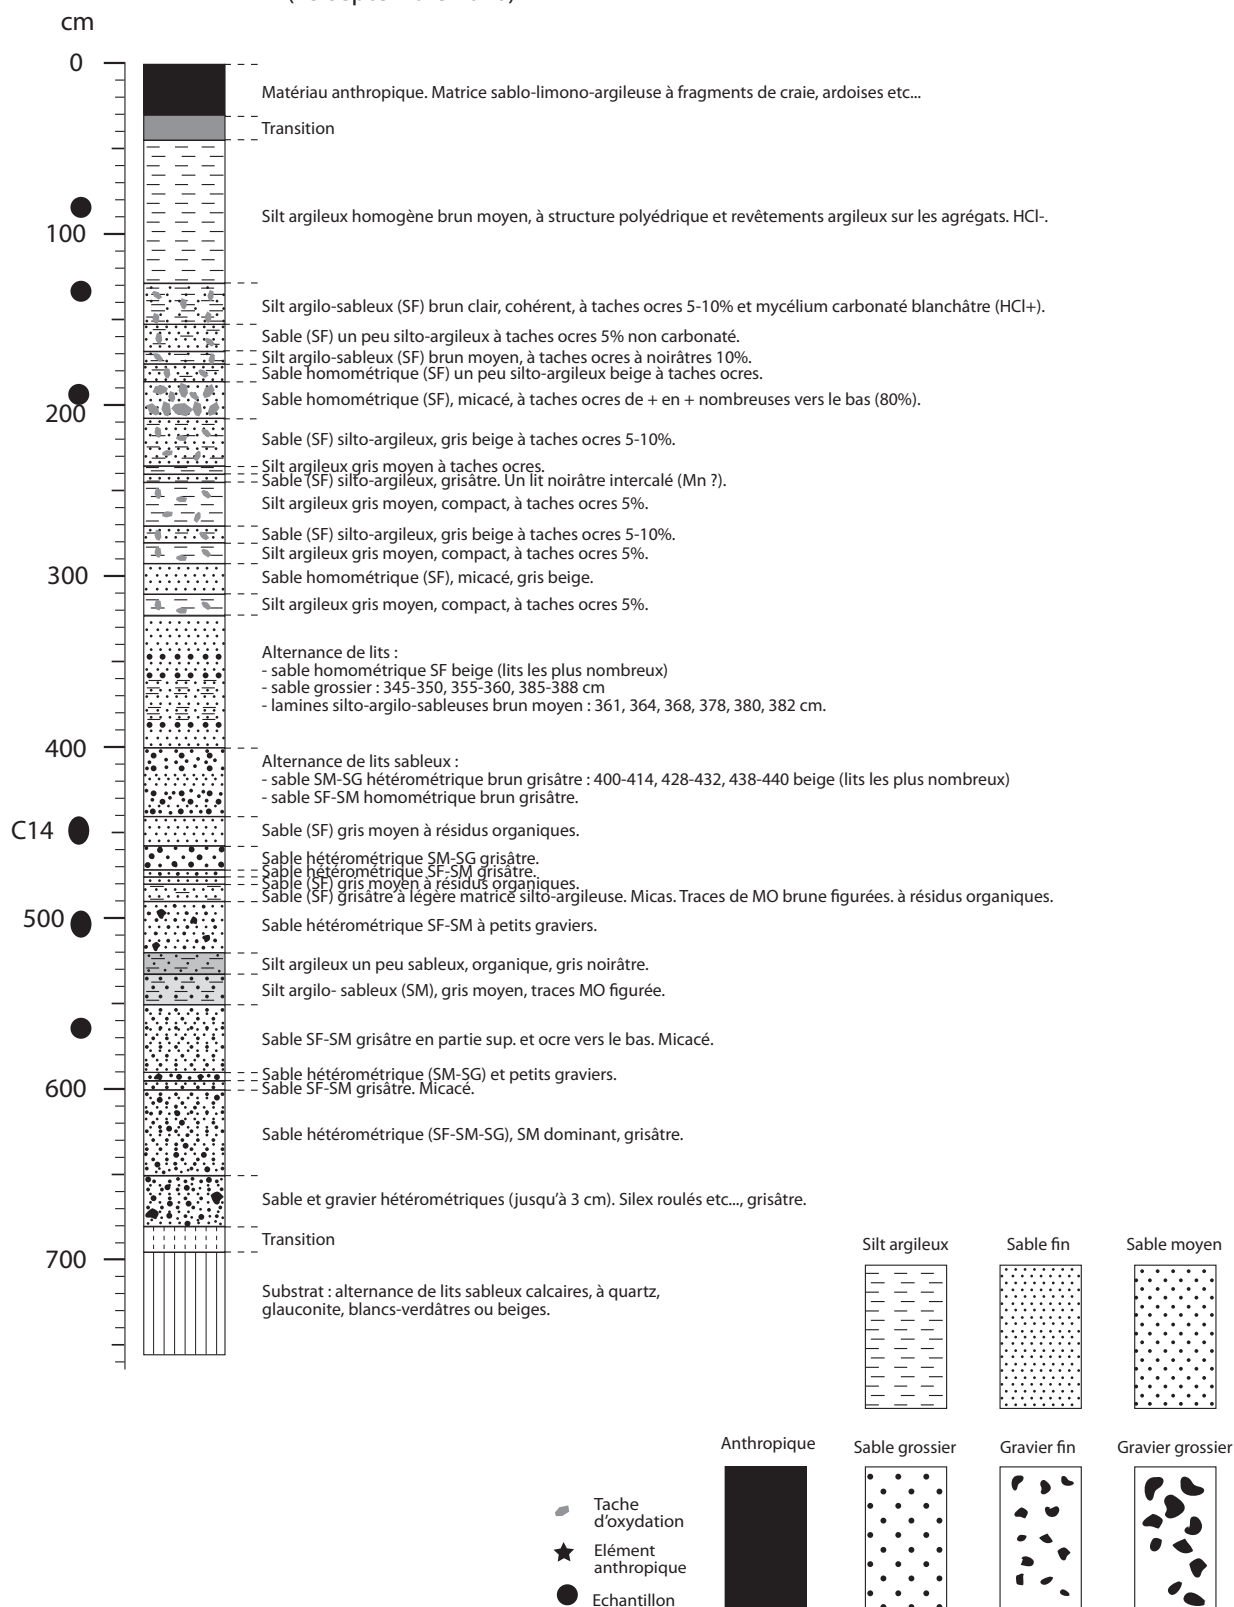 cm
0
Matériau anthropique. Matrice sablo-limono-argileuse à fragments de craie, ardoises etc...
Transition
Silt argileux homogène brun moyen, à structure polyédrique et revêtements argileux sur les agrégats. HCl-.
100
Silt argilo-sableux (SF) brun clair, cohérent, à taches ocres 5-10% et mycélium carbonaté blanchâtre (HCl+).
Sable (SF) un peu silto-argileux à taches ocres 5% non carbonaté.
Silt argilo-sableux (SF) brun moyen, à taches ocres à noirâtres 10%.
Sable homométrique (SF) un peu silto-argileux beige à taches ocres.
Sable homométrique (SF), micacé, à taches ocres de + en + nombreuses vers le bas (80%).
200
Sable (SF) silto-argileux, gris beige à taches ocres 5-10%.
Silt argileux gris moyen à taches ocres.
Sable (SF) silto-argileux, grisâtre. Un lit noirâtre intercalé (Mn ?).
Silt argileux gris moyen, compact, à taches ocres 5%.
Sable (SF) silto-argileux, gris beige à taches ocres 5-10%.
Silt argileux gris moyen, compact, à taches ocres 5%.
300
Sable homométrique (SF), micacé, gris beige.
Silt argileux gris moyen, compact, à taches ocres 5%.
Alternance de lits :
- sable homométrique SF beige (lits les plus nombreux)
- sable grossier : 345-350, 355-360, 385-388 cm
- lamines silto-argilo-sableuses brun moyen : 361, 364, 368, 378, 380, 382 cm.
400
Alternance de lits sableux :
- sable SM-SG hétérométrique brun grisâtre : 400-414, 428-432, 438-440 beige (lits les plus nombreux)
- sable SF-SM homométrique brun grisâtre.
C14
Sable (SF) gris moyen à résidus organiques.
Sable hétérométrique SM-SG grisâtre.
Sable hétérométrique SF-SM grisâtre.
Sable (SF) gris moyen à résidus organiques.
Sable (SF) grisâtre à légère matrice silto-argileuse. Micas. Traces de MO brune figurées. à résidus organiques.
500
Sable hétérométrique SF-SM à petits graviers.
Silt argileux un peu sableux, organique, gris noirâtre.
Silt argilo- sableux (SM), gris moyen, traces MO figurée.
Sable SF-SM grisâtre en partie sup. et ocre vers le bas. Micacé.
Sable hétérométrique (SM-SG) et petits graviers.
600
Sable SF-SM grisâtre. Micacé.
Sable hétérométrique (SF-SM-SG), SM dominant, grisâtre.
Sable et gravier hétérométriques (jusqu'à 3 cm). Silex roulés etc..., grisâtre.
Transition
700
Substrat : alternance de lits sableux calcaires, à quartz,
glauconite, blancs-verdâtres ou beiges.
Silt argileux
Sable fin
Sable moyen
Anthropique
Sable grossier
Gravier fin
Gravier grossier
Tache
d'oxydation
Elément
anthropique
Echantillon